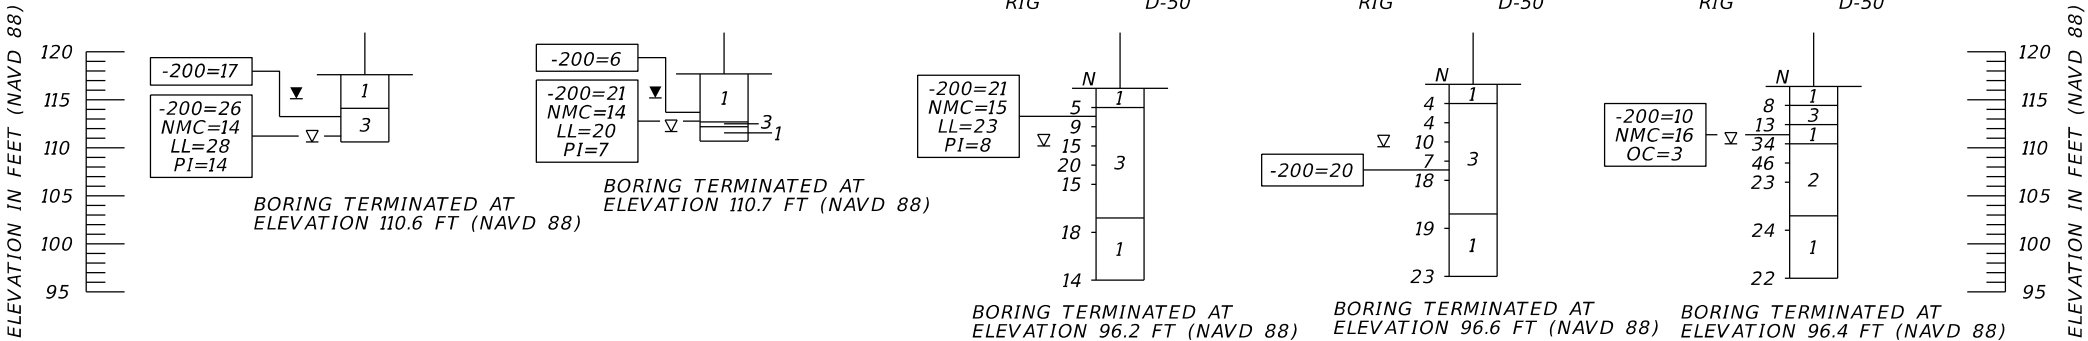 RIG D-50 RIG D-50 RIG D-50
ELEVATION IN FEET (NAVD 88)
120
115
110
105
100
95
-200=17
-200=26
NMC=14
LL=28
PI=14
1
3
BORING TERMINATED AT
ELEVATION 110.6 FT (NAVD 88)
-200=6
-200=21
NMC=14
LL=20
PI=7
1
3
1
BORING TERMINATED AT
ELEVATION 110.7 FT (NAVD 88)
-200=21
NMC=15
LL=23
PI=8
N
5
9
15
20
15
18
14
1
3
1
BORING TERMINATED AT
ELEVATION 96.2 FT (NAVD 88)
-200=20
N
4
4
10
7
18
19
23
1
3
1
BORING TERMINATED AT
ELEVATION 96.6 FT (NAVD 88)
-200=10
NMC=16
OC=3
N
8
13
34
46
23
24
22
1
3
1
2
1
BORING TERMINATED AT
ELEVATION 96.4 FT (NAVD 88)
120
115
110
105
100
95
ELEVATION IN FEET (NAVD 88)